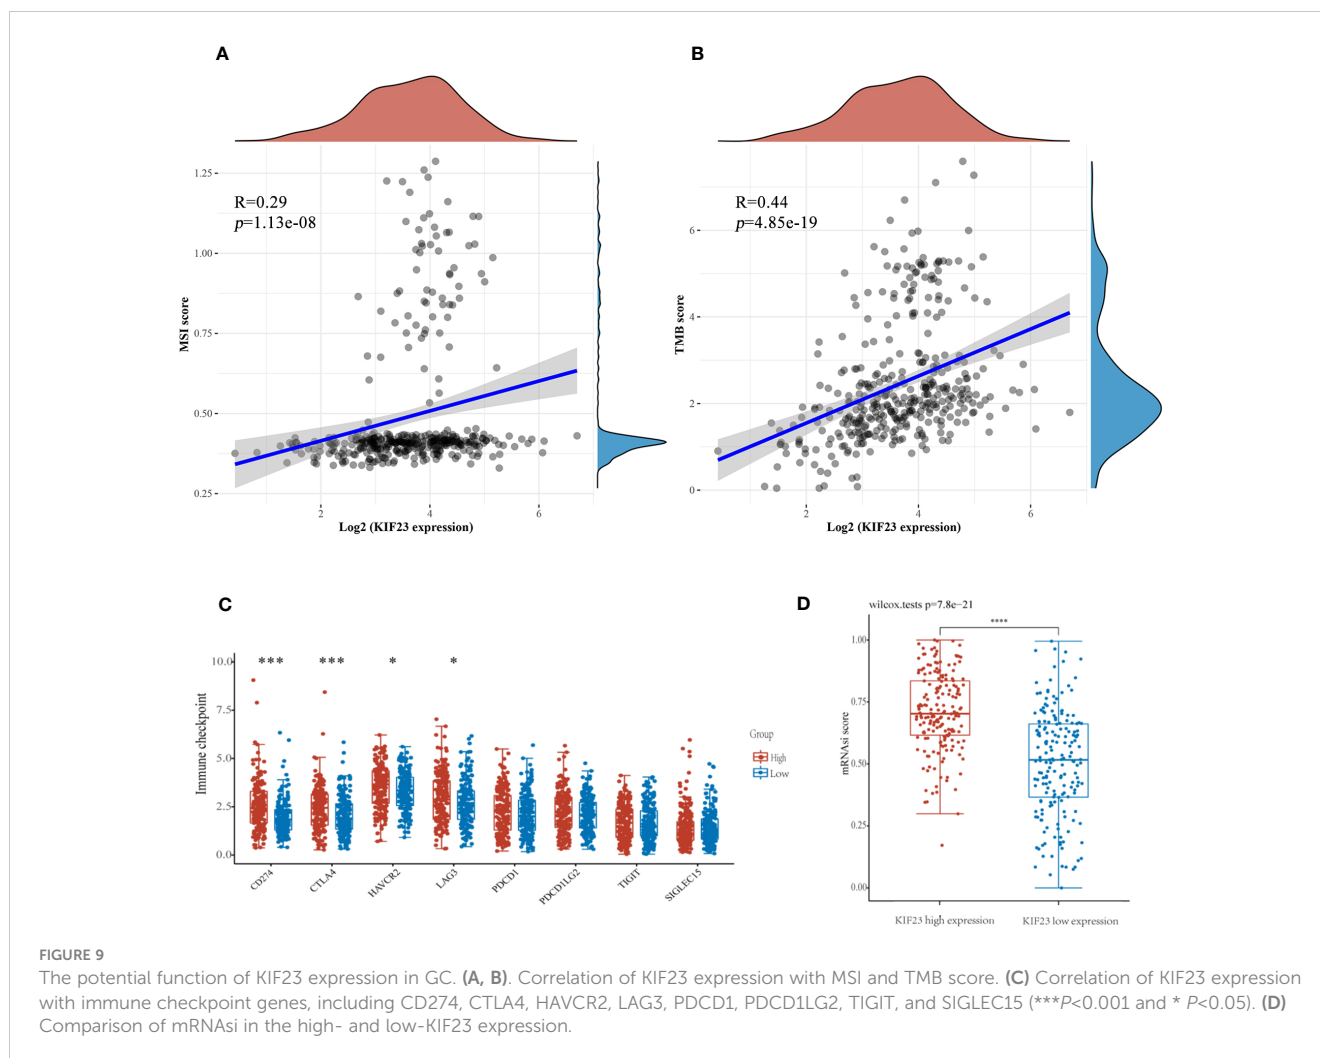 A
B
R=0.29
p=1.13e-08
MSI score
1.25
1.00
0.75
0.50
0.25
2
4
6
Log2 (KIF23 expression)
R=0.44
p=4.85e-19
TMB score
6
4
2
0
2
4
6
Log2 (KIF23 expression)
C
Immune checkpoint
10.0
7.5
5.0
2.5
0.0
***
***
*
*
CD274
CTLA4
HAVCR2
LAG3
PDCD1
PDCD1LG2
TIGIT
SIGLEC15
Group
High
Low
D
wilcox.tests p=7.8e−21
****
mRNAsi score
1.00
0.75
0.50
0.25
0.00
KIF23 high expression
KIF23 low expression
FIGURE 9
The potential function of KIF23 expression in GC. (A, B). Correlation of KIF23 expression with MSI and TMB score. (C) Correlation of KIF23 expression
with immune checkpoint genes, including CD274, CTLA4, HAVCR2, LAG3, PDCD1, PDCD1LG2, TIGIT, and SIGLEC15 (***P<0.001 and * P<0.05). (D)
Comparison of mRNAsi in the high- and low-KIF23 expression.